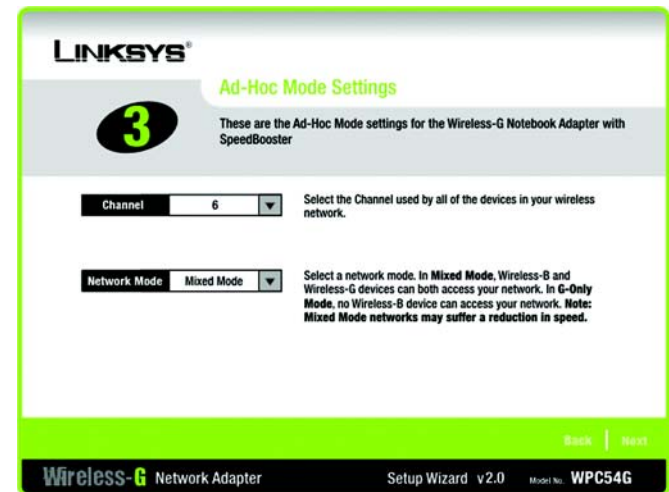 LINKSYS®
Ad-Hoc Mode Settings
3
These are the Ad-Hoc Mode settings for the Wireless-G Notebook Adapter with
SpeedBooster
Channel 6
Select the Channel used by all of the devices in your wireless
network.
Network Mode Mixed Mode
Select a network mode. In Mixed Mode, Wireless-B and
Wireless-G devices can both access your network. In G-Only
Mode, no Wireless-B device can access your network. Note:
Mixed Mode networks may suffer a reduction in speed.
Back | Next
Wireless-G Network Adapter Setup Wizard v2.0 Model No. WPC54G